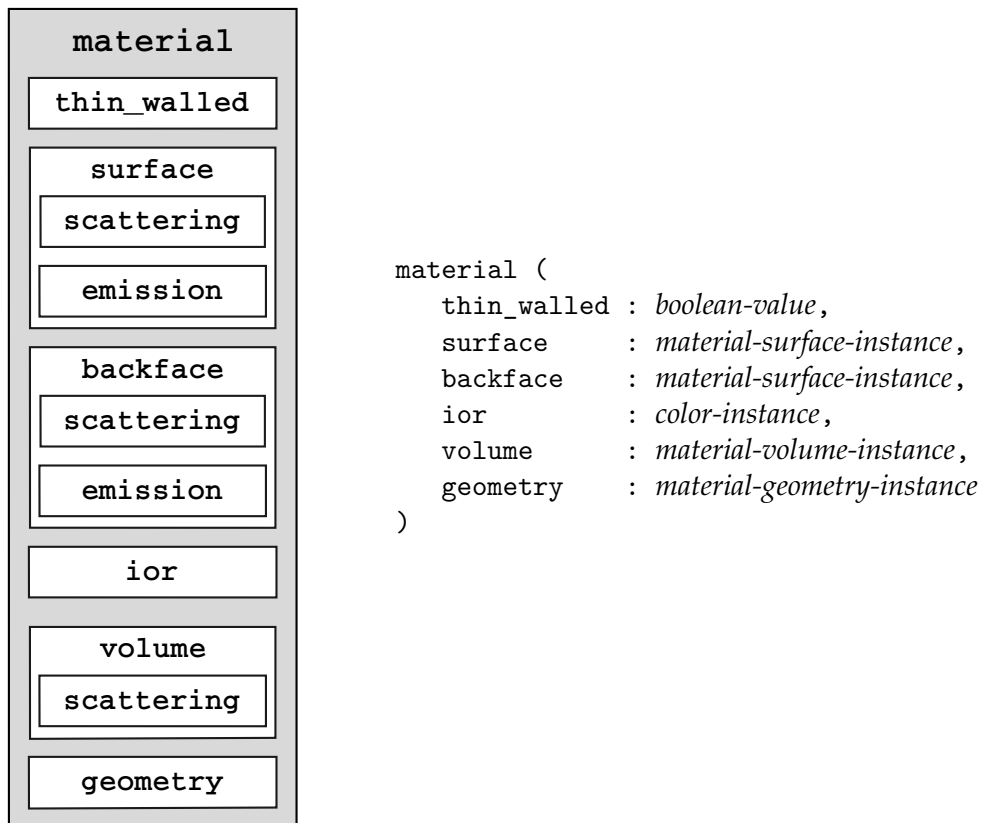 material
thin_walled
surface
scattering
emission
backface
scattering
emission
ior
volume
scattering
geometry
material (
thin_walled : boolean-value,
surface : material-surface-instance,
backface : material-surface-instance,
ior : color-instance,
volume : material-volume-instance,
geometry : material-geometry-instance
)